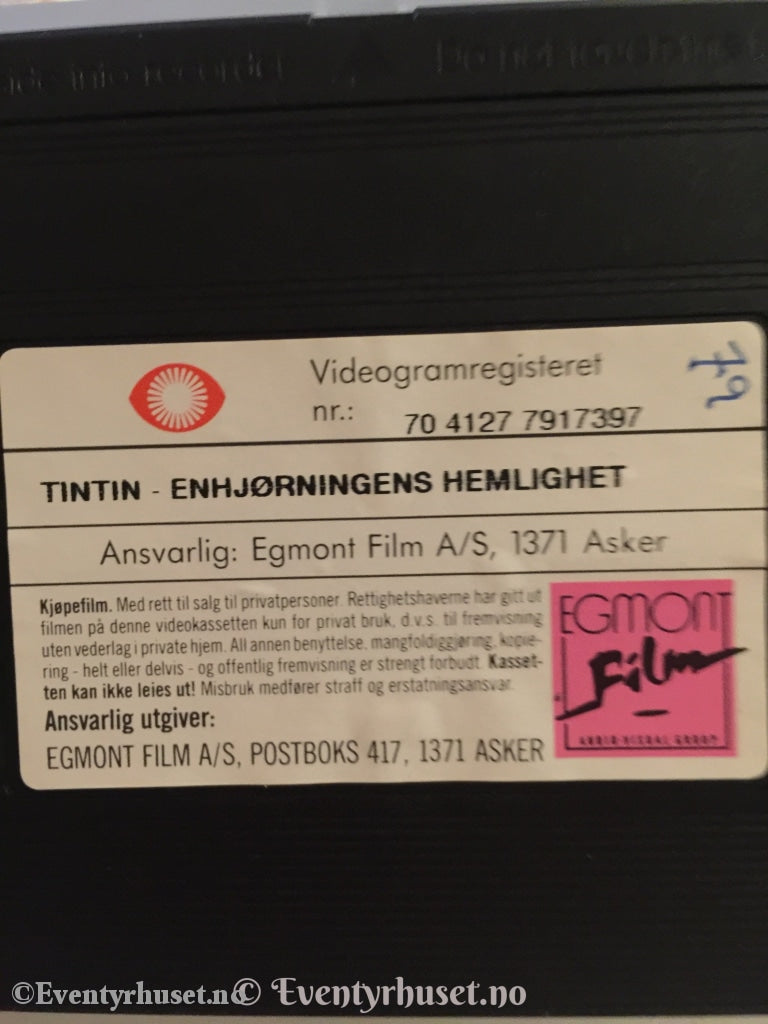 Videogramregisteret
nr.: 70 4127 7917397
79
TINTIN - ENHJØRNINGENS HEMLIGHET
Ansvarlig: Egmont Film A/S, 1371 Asker
Kjøpefilm. Med rett til salg til privatpersoner. Rettighetshaverne har gitt ut
filmen på denne videokassetten kun for privat bruk, d.v.s. til fremvisning
uten vederlag i private hjem. All annen benyttelse, mangfoldiggjøring, kopie-
ring - helt eller delvis - og offentlig fremvisning er strengt forbudt. Kasset-
ten kan ikke leies ut! Misbruk medfører straff og erstatningsansvar.
Ansvarlig utgiver:
EGMONT FILM A/S, POSTBOKS 417, 1371 ASKER
EGMONT
Film
AUDIO VISUAL GROUP
©Eventyrhuset.no
© Eventyrhuset.no